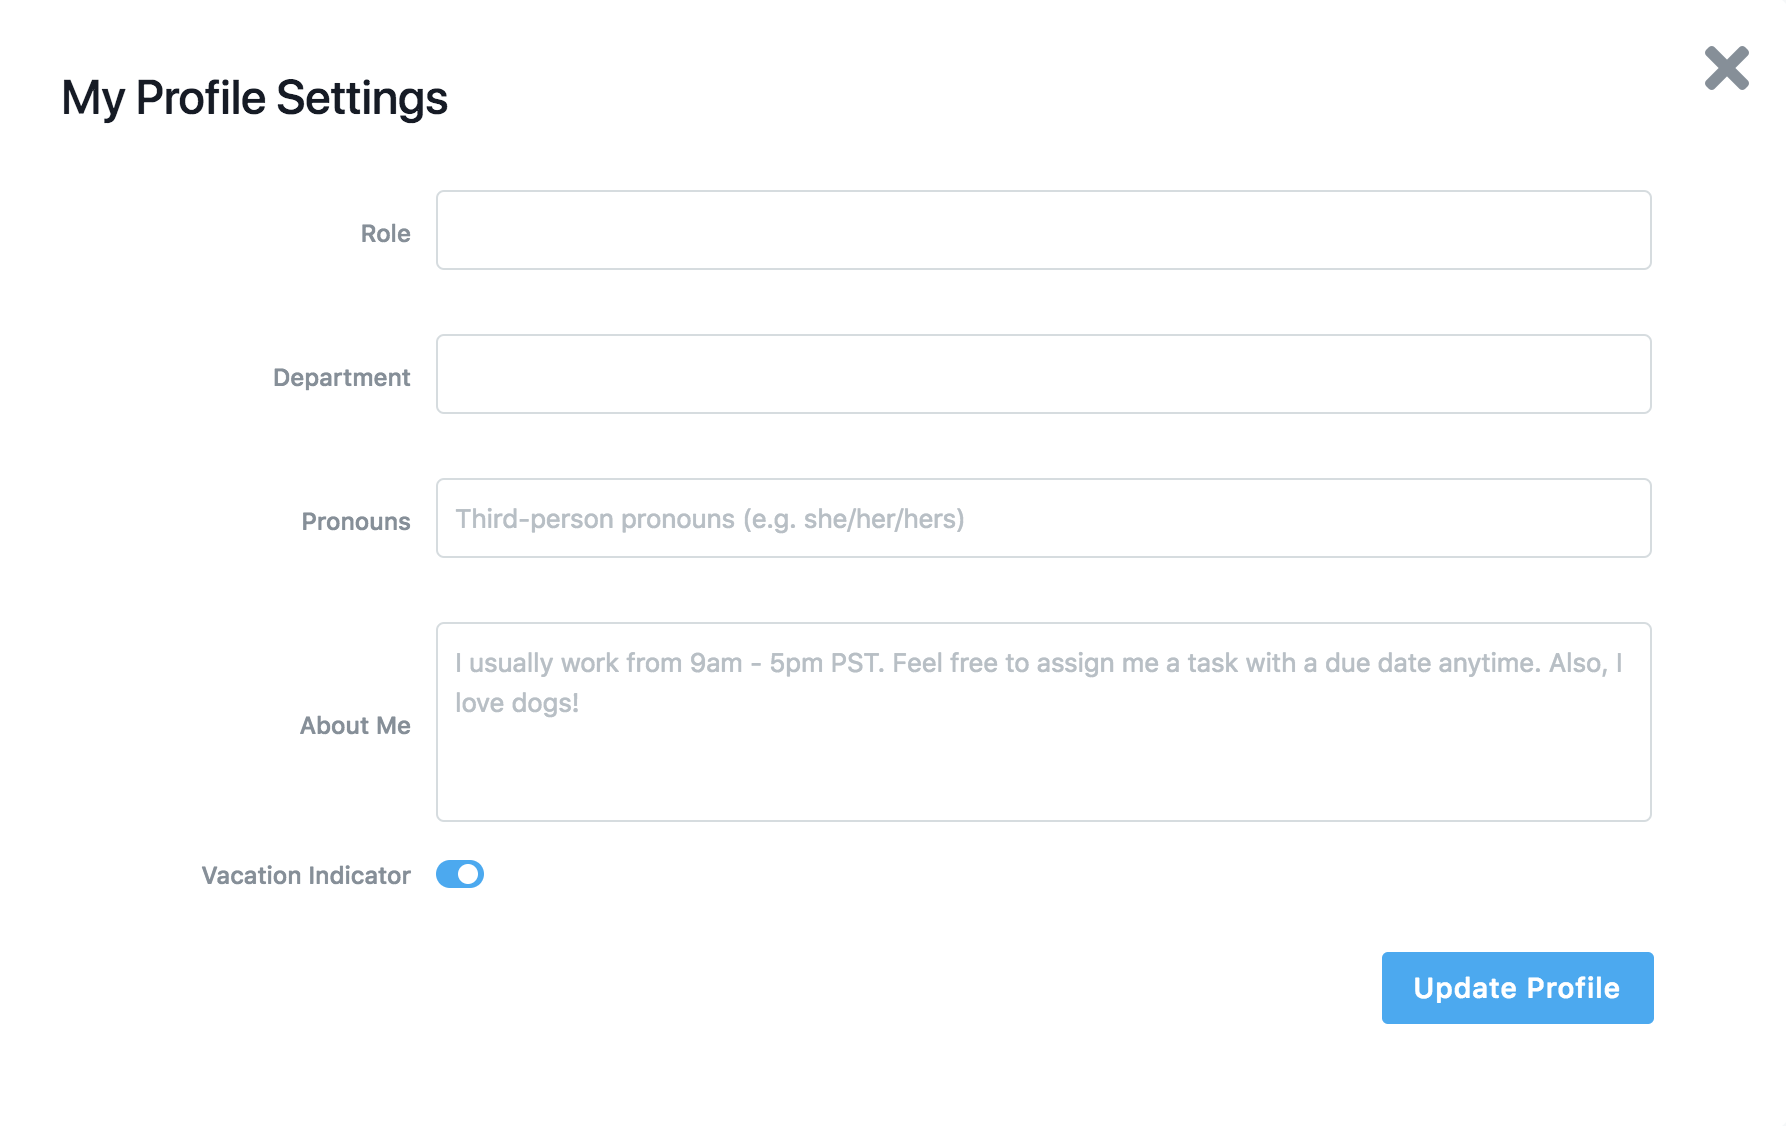 My Profile Settings
Role
Department
Pronouns
Third-person pronouns (e.g. she/her/hers)
About Me
I usually work from 9am - 5pm PST. Feel free to assign me a task with a due date anytime. Also, I
love dogs!
Vacation Indicator
Update Profile